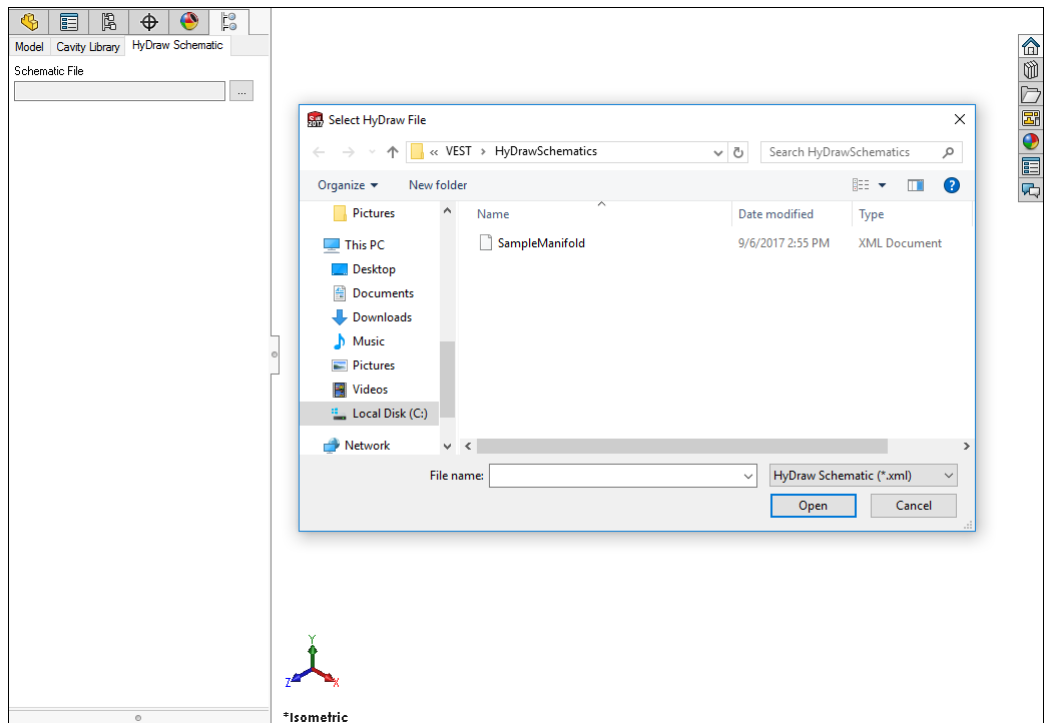 Model Cavity Library HyDraw Schematic
Schematic File
...
Select HyDraw File
« VEST > HyDrawSchematics
Search HyDrawSchematics
Organize New folder
?
Pictures
This PC
Desktop
Documents
Downloads
Music
Pictures
Videos
Local Disk (C:)
Network
Name Date modified Type
SampleManifold 9/6/2017 2:55 PM XML Document
File name: HyDraw Schematic (*.xml)
Open Cancel
Y
Z X
*Isometric